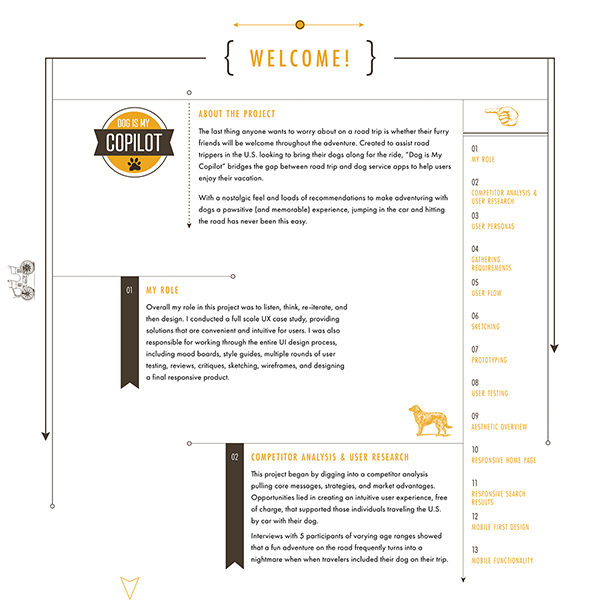 { WELCOME! }
DOG IS MY
COPILOT
ABOUT THE PROJECT
The last thing anyone wants to worry about on a road trip is whether their furry
friends will be welcome throughout the adventure. Created to assist road
trippers in the U.S. looking to bring their dogs along for the ride, “Dog is My
Copilot” bridges the gap between road trip and dog service apps to help users
enjoy their vacation.
With a nostalgic feel and loads of recommendations to make adventuring with
dogs a pawsitive (and memorable) experience, jumping in the car and hitting
the road has never been this easy.
01
MY ROLE
Overall my role in this project was to listen, think, re-iterate, and
then design. I conducted a full scale UX case study, providing
solutions that are convenient and intuitive for users. I was also
responsible for working through the entire UI design process,
including mood boards, style guides, multiple rounds of user
testing, reviews, critiques, sketching, wireframes, and designing
a final responsive product.
02
COMPETITOR ANALYSIS & USER RESEARCH
This project began by digging into a competitor analysis
pulling core messages, strategies, and market advantages.
Opportunities lied in creating an intuitive user experience, free
of charge, that supported those individuals traveling the U.S.
by car with their dog.
Interviews with 5 participants of varying age ranges showed
that a fun adventure on the road frequently turns into a
nightmare when when travelers included their dog on their trip.
01
MY ROLE
02
COMPETITOR ANALYSIS &
USER RESEARCH
03
USER PERSONAS
04
GATHERING
REQUIREMENTS
05
USER FLOW
06
SKETCHING
07
PROTOTYPING
08
USER TESTING
09
AESTHETIC OVERVIEW
10
RESPONSIVE HOME PAGE
11
RESPONSIVE SEARCH
RESULTS
12
MOBILE FIRST DESIGN
13
MOBILE FUNCTIONALITY